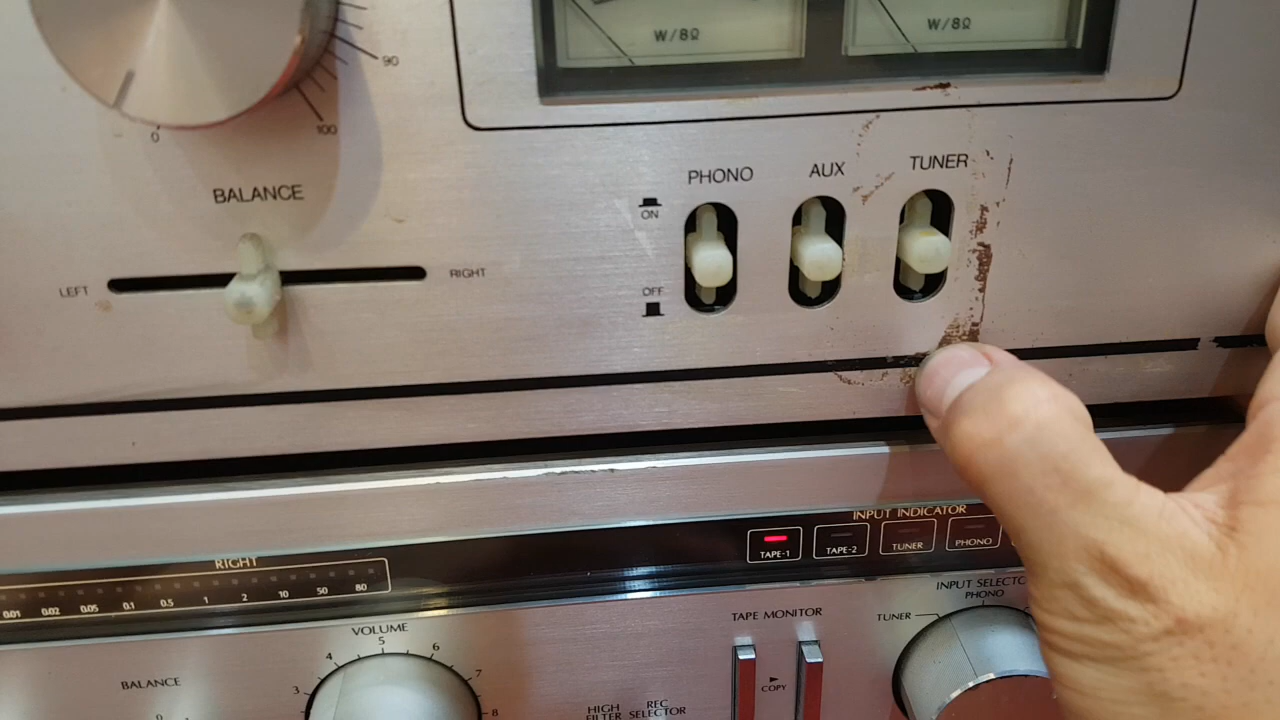 W/8Ω
W/8Ω
90
100
0
BALANCE
LEFT
RIGHT
PHONO
AUX
TUNER
ON
OFF
INPUT INDICATOR
TAPE-1
TAPE-2
TUNER
PHONO
RIGHT
0.01 0.02 0.05 0.1 0.5 1 2 10 50 80
VOLUME
3
4
5
6
7
8
BALANCE
0
HIGH FILTER
REC SELECTOR
TAPE MONITOR
COPY
INPUT SELECTO
TUNER
PHONO